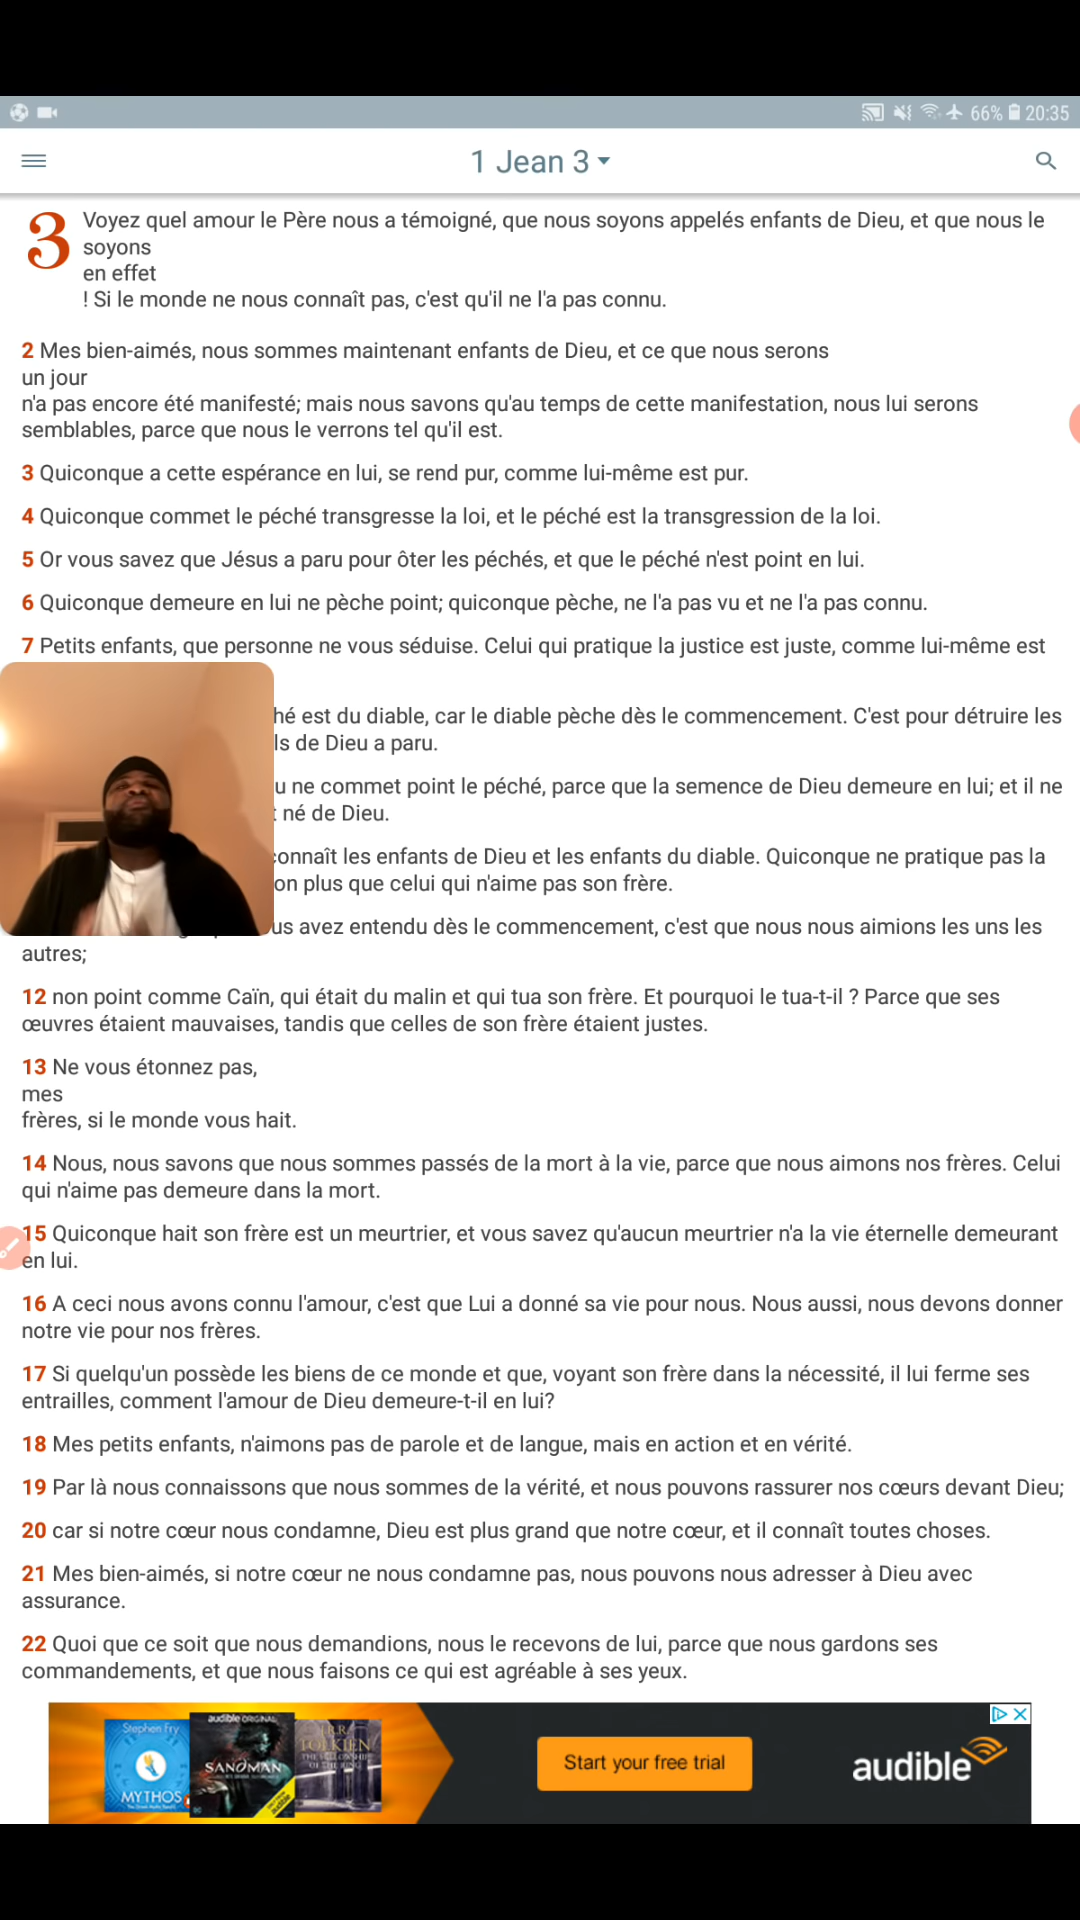 66% 20:35
1 Jean 3
3 Voyez quel amour le Père nous a témoigné, que nous soyons appelés enfants de Dieu, et que nous le
soyons
en effet
! Si le monde ne nous connaît pas, c'est qu'il ne l'a pas connu.
2 Mes bien-aimés, nous sommes maintenant enfants de Dieu, et ce que nous serons
un jour
n'a pas encore été manifesté; mais nous savons qu'au temps de cette manifestation, nous lui serons
semblables, parce que nous le verrons tel qu'il est.
3 Quiconque a cette espérance en lui, se rend pur, comme lui-même est pur.
4 Quiconque commet le péché transgresse la loi, et le péché est la transgression de la loi.
5 Or vous savez que Jésus a paru pour ôter les péchés, et que le péché n'est point en lui.
6 Quiconque demeure en lui ne pèche point; quiconque pèche, ne l'a pas vu et ne l'a pas connu.
7 Petits enfants, que personne ne vous séduise. Celui qui pratique la justice est juste, comme lui-même est
hé est du diable, car le diable pèche dès le commencement. C'est pour détruire les
ls de Dieu a paru.
u ne commet point le péché, parce que la semence de Dieu demeure en lui; et il ne
né de Dieu.
connaît les enfants de Dieu et les enfants du diable. Quiconque ne pratique pas la
on plus que celui qui n'aime pas son frère.
us avez entendu dès le commencement, c'est que nous nous aimions les uns les
autres;
12 non point comme Caïn, qui était du malin et qui tua son frère. Et pourquoi le tua-t-il ? Parce que ses
œuvres étaient mauvaises, tandis que celles de son frère étaient justes.
13 Ne vous étonnez pas,
mes
frères, si le monde vous hait.
14 Nous, nous savons que nous sommes passés de la mort à la vie, parce que nous aimons nos frères. Celui
qui n'aime pas demeure dans la mort.
15 Quiconque hait son frère est un meurtrier, et vous savez qu'aucun meurtrier n'a la vie éternelle demeurant
en lui.
16 A ceci nous avons connu l'amour, c'est que Lui a donné sa vie pour nous. Nous aussi, nous devons donner
notre vie pour nos frères.
17 Si quelqu'un possède les biens de ce monde et que, voyant son frère dans la nécessité, il lui ferme ses
entrailles, comment l'amour de Dieu demeure-t-il en lui?
18 Mes petits enfants, n'aimons pas de parole et de langue, mais en action et en vérité.
19 Par là nous connaissons que nous sommes de la vérité, et nous pouvons rassurer nos cœurs devant Dieu;
20 car si notre cœur nous condamne, Dieu est plus grand que notre cœur, et il connaît toutes choses.
21 Mes bien-aimés, si notre cœur ne nous condamne pas, nous pouvons nous adresser à Dieu avec
assurance.
22 Quoi que ce soit que nous demandions, nous le recevons de lui, parce que nous gardons ses
commandements, et que nous faisons ce qui est agréable à ses yeux.
Stephen Fry
MYTHOS
audible ORIGINAL
SANDMAN
J.R.R.
TOLKIEN
THE FELLOWSHIP
OF THE RING
Start your free trial
audible